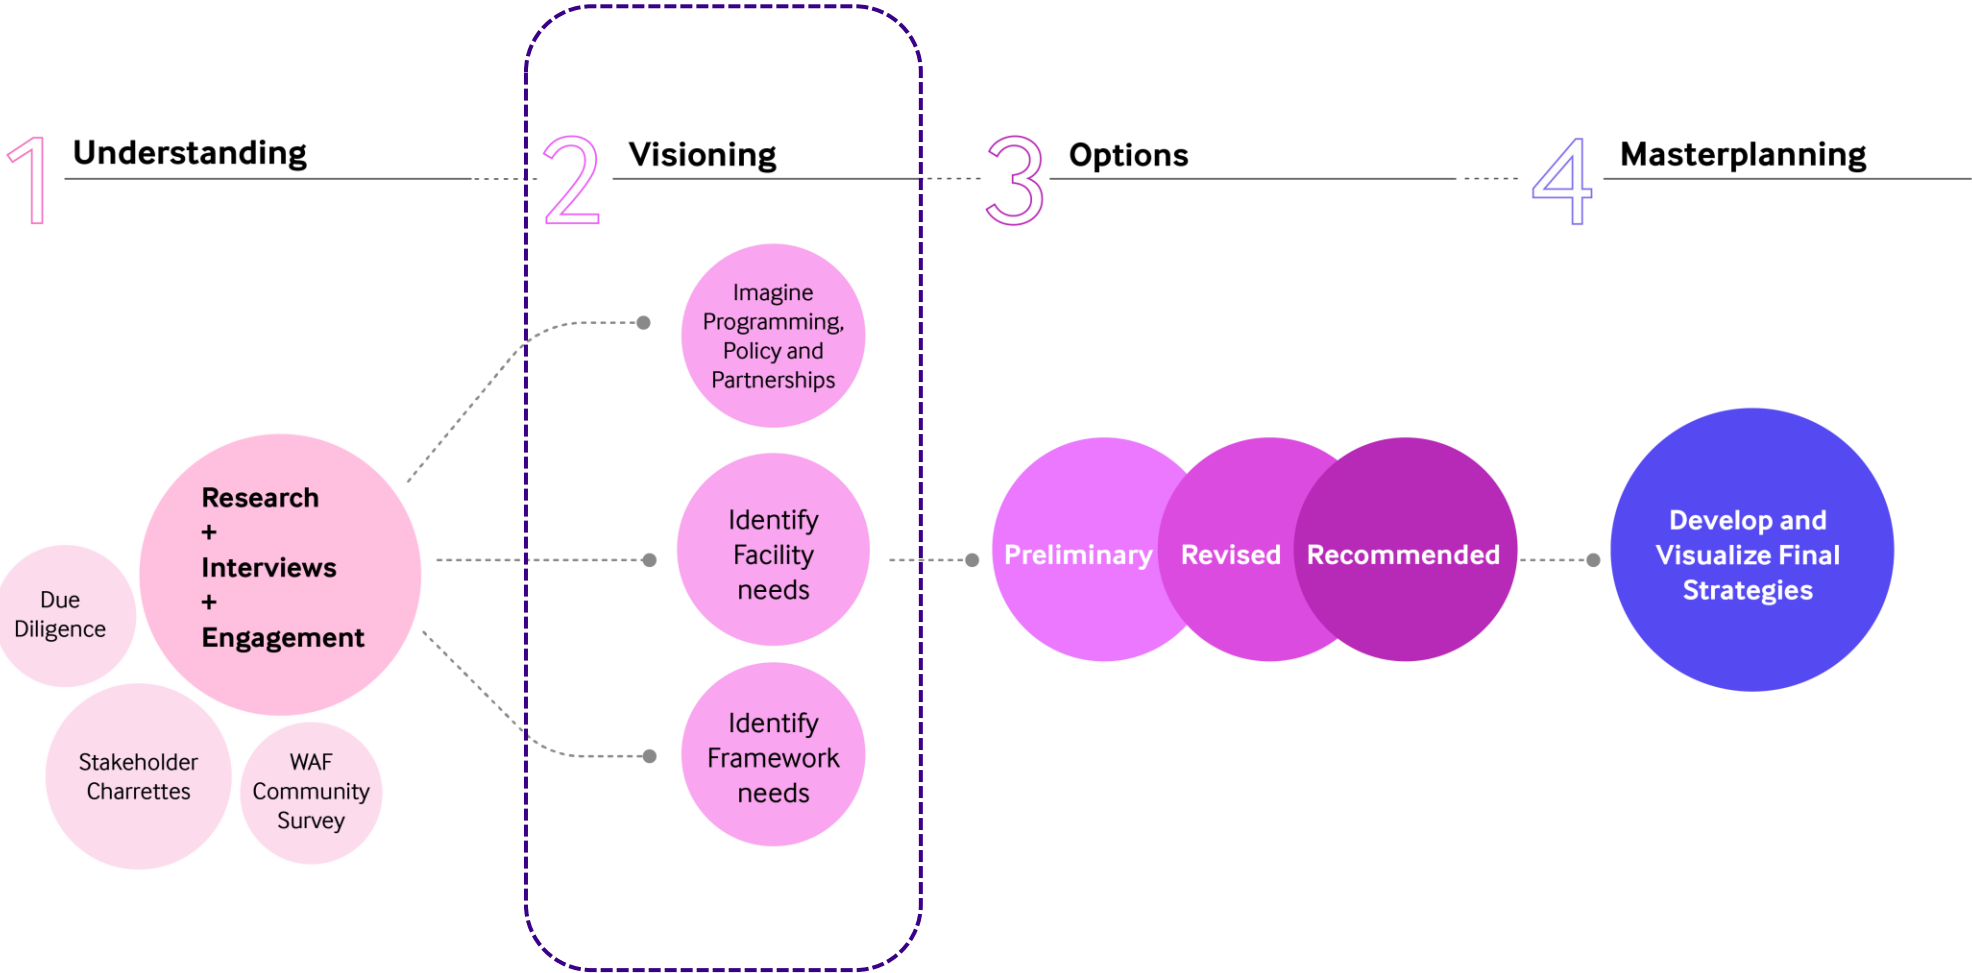 1 Understanding
2 Visioning
3 Options
4 Masterplanning
Research
+
Interviews
+
Engagement
Due
Diligence
Stakeholder
Charrettes
WAF
Community
Survey
Imagine
Programming,
Policy and
Partnerships
Identify
Facility
needs
Identify
Framework
needs
Preliminary
Revised
Recommended
Develop and
Visualize Final
Strategies